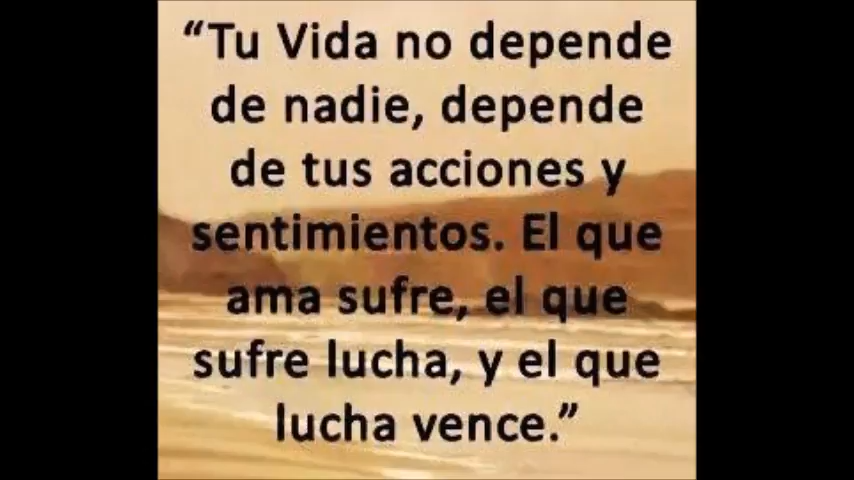 “Tu Vida no depende
de nadie, depende
de tus acciones y
sentimientos. El que
ama sufre, el que
sufre lucha, y el que
lucha vence.”